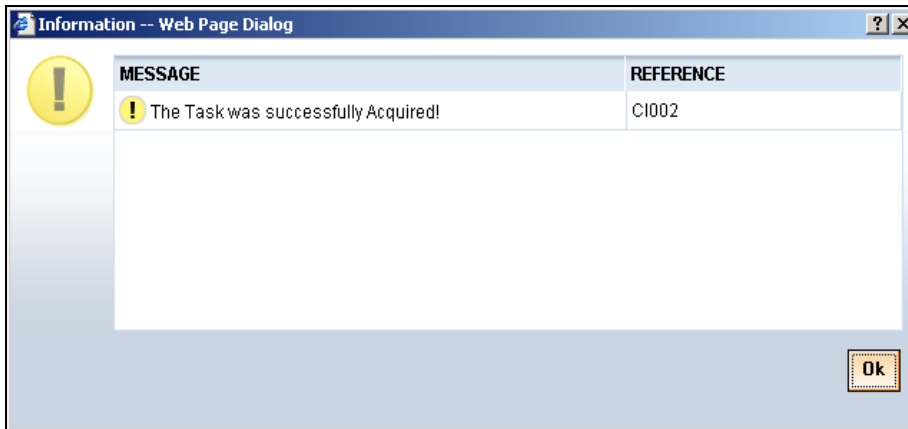 Information -- Web Page Dialog
MESSAGE REFERENCE
The Task was successfully Acquired! CI002
Ok